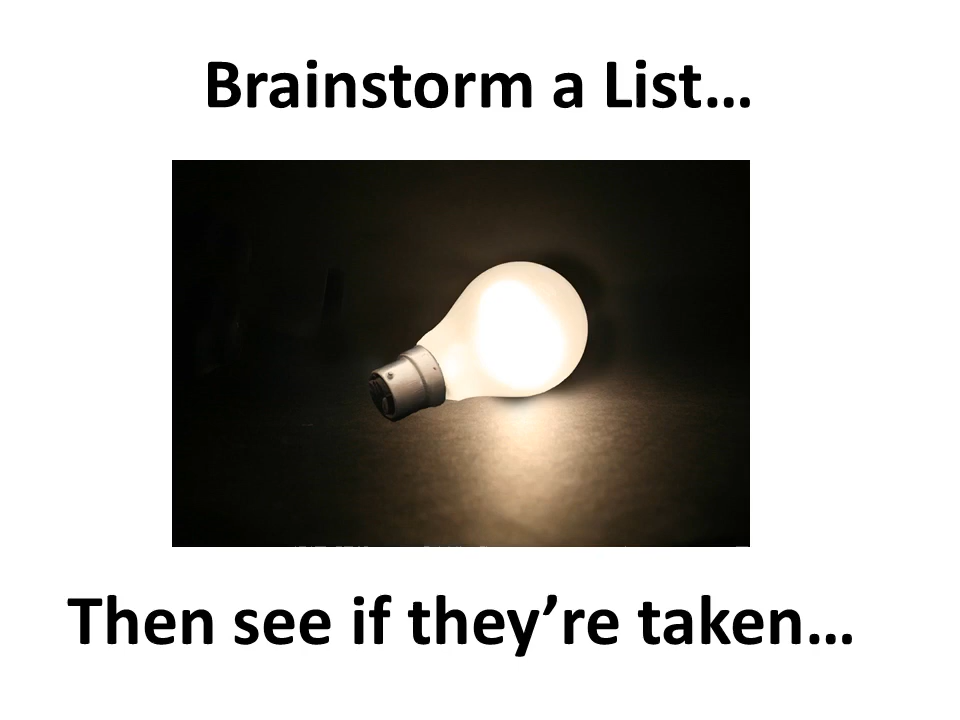 Brainstorm a List…
Then see if they’re taken…